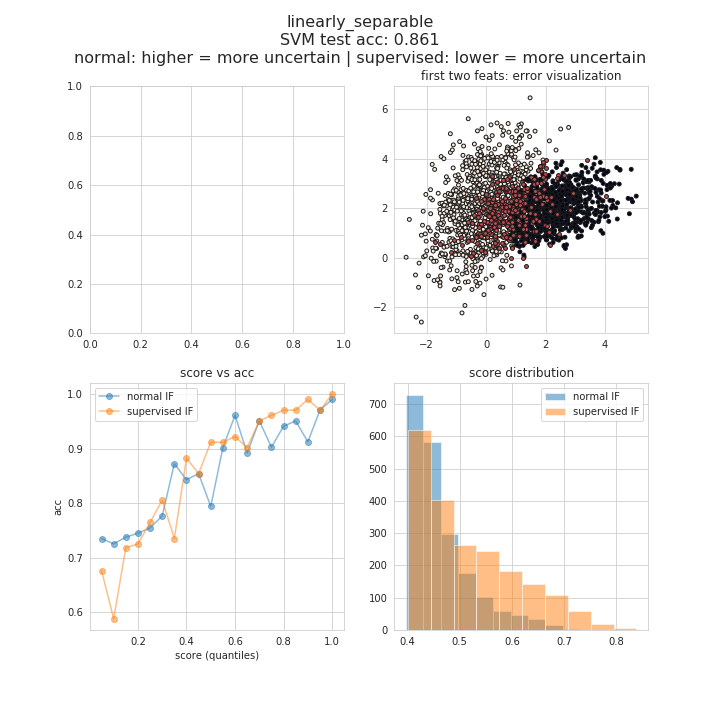 linearly_separable
SVM test acc: 0.861
normal: higher = more uncertain | supervised: lower = more uncertain
first two feats: error visualization
1.0
0.8
0.6
0.4
0.2
0.0
0.0 0.2 0.4 0.6 0.8 1.0
6
4
2
0
−2
−2 0 2 4
score vs acc
normal IF
supervised IF
1.0
0.9
0.8
0.7
0.6
acc
0.2 0.4 0.6 0.8 1.0
score (quantiles)
score distribution
normal IF
supervised IF
700
600
500
400
300
200
100
0
0.4 0.5 0.6 0.7 0.8